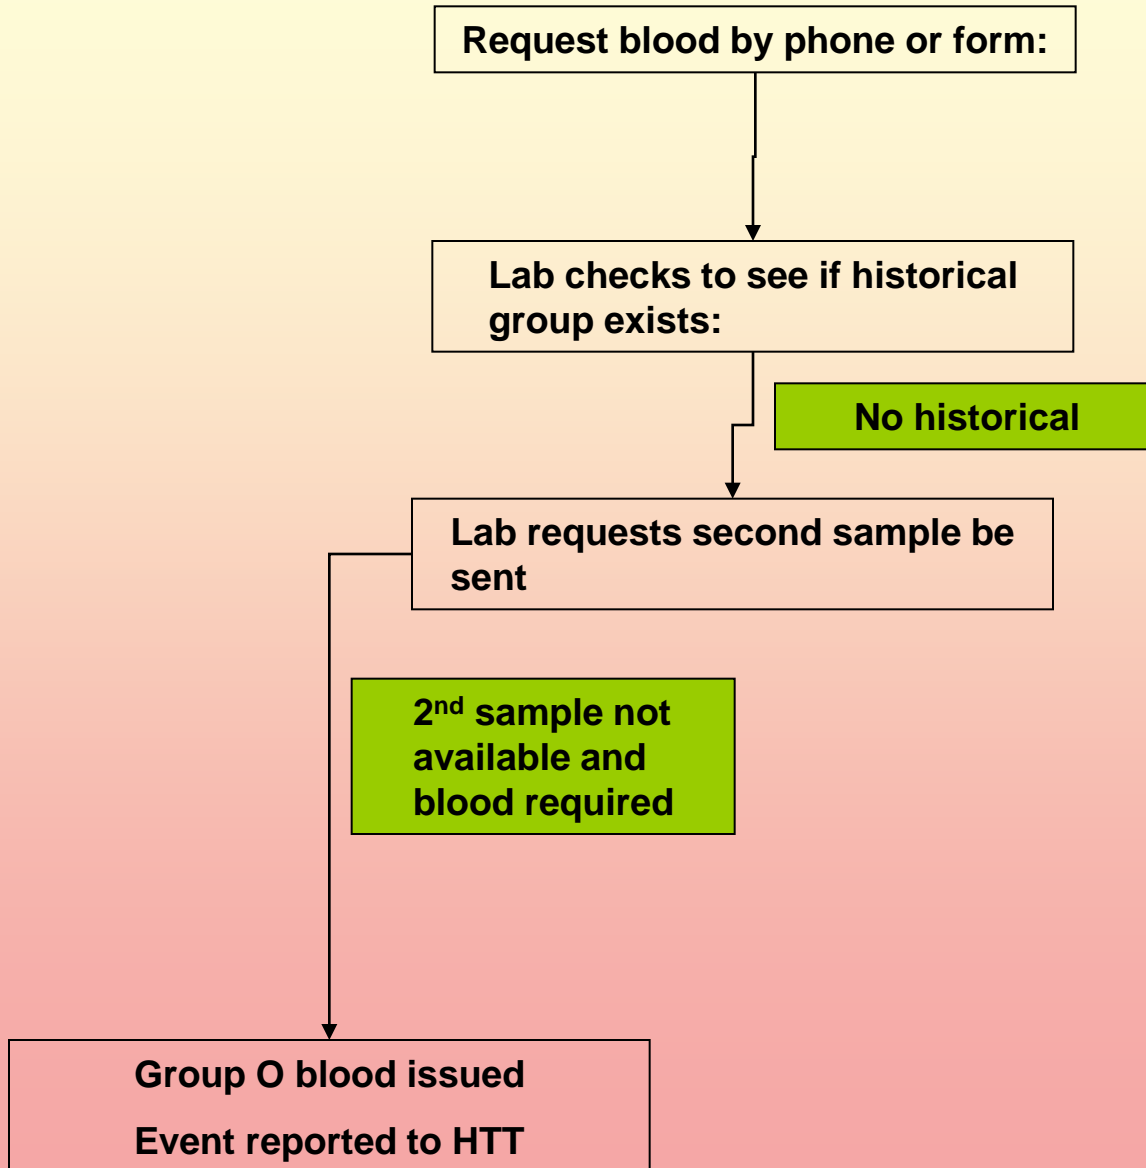 Request blood by phone or form:
Lab checks to see if historical
group exists:
No historical
Lab requests second sample be
sent
2nd sample not
available and
blood required
Group O blood issued
Event reported to HTT